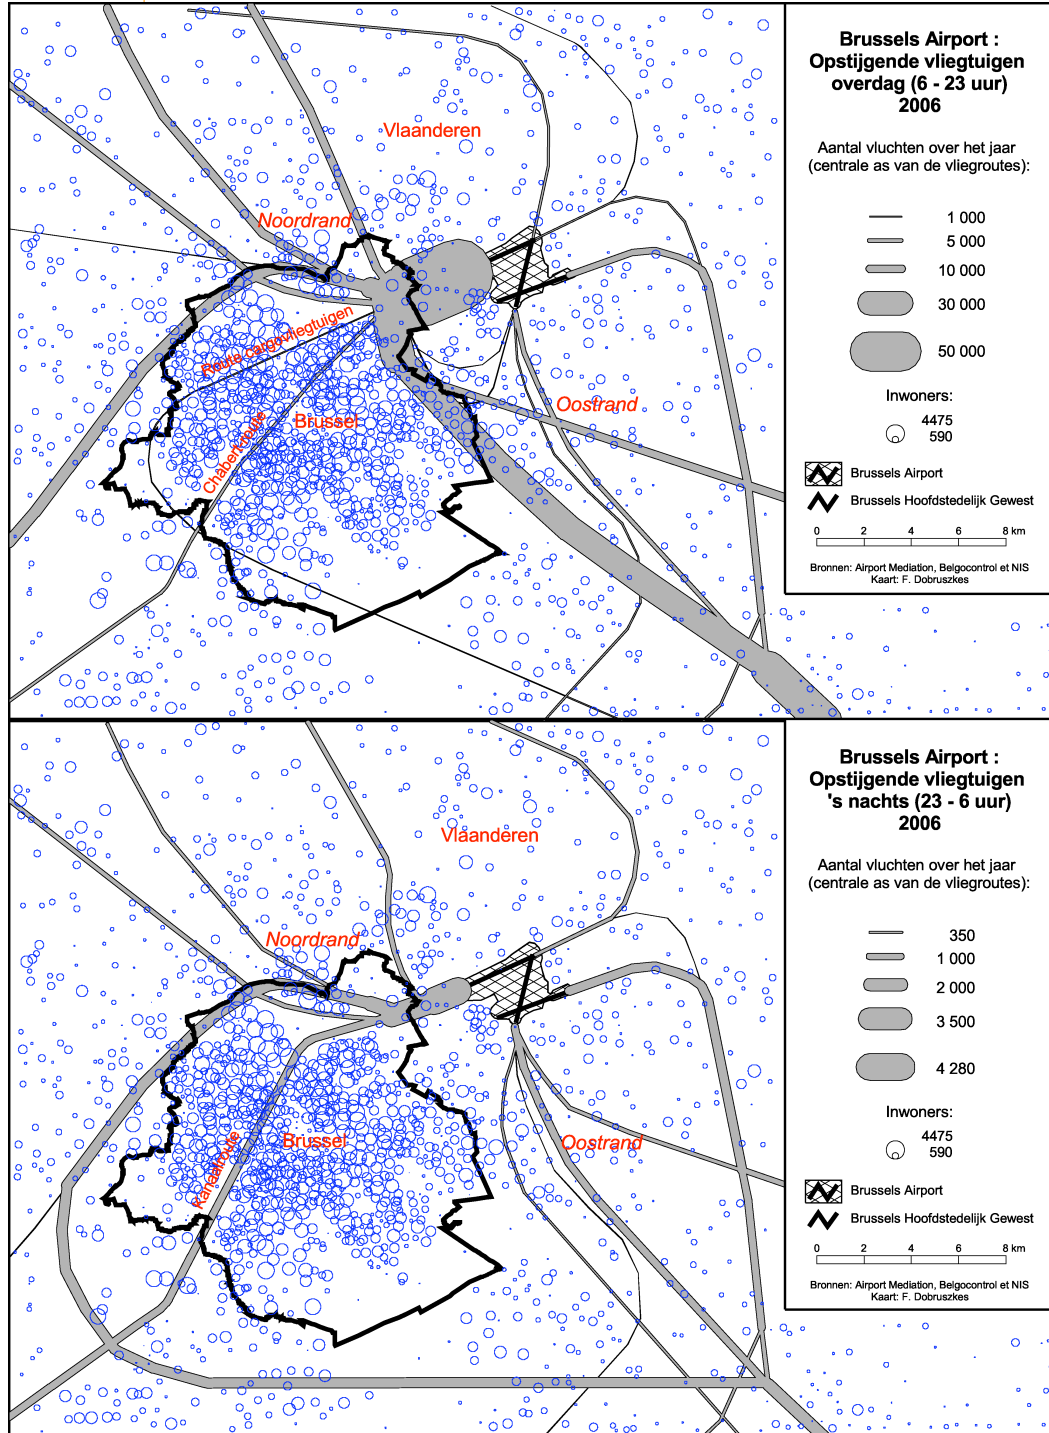 Brussels Airport :
Opstijgende vliegtuigen
overdag (6 - 23 uur)
2006
Aantal vluchten over het jaar
(centrale as van de vliegroutes):
1 000
5 000
10 000
30 000
50 000
Inwoners:
4475
590
Brussels Airport
Brussels Hoofdstedelijk Gewest
0 2 4 6 8 km
Bronnen: Airport Mediation, Belgocontrol et NIS
Kaart: F. Dobruszkes
Vlaanderen
Noordrand
Route cargo-vliegtuigen
Oostrand
Brussel
Chabert-route
Brussels Airport :
Opstijgende vliegtuigen
's nachts (23 - 6 uur)
2006
Aantal vluchten over het jaar
(centrale as van de vliegroutes):
350
1 000
2 000
3 500
4 280
Inwoners:
4475
590
Brussels Airport
Brussels Hoofdstedelijk Gewest
0 2 4 6 8 km
Bronnen: Airport Mediation, Belgocontrol et NIS
Kaart: F. Dobruszkes
Vlaanderen
Noordrand
Brussel
Oostrand
Kanaalroute